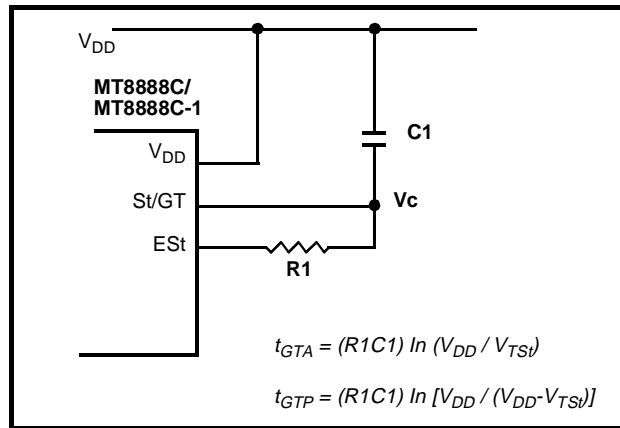 VDD
MT8888C/
MT8888C-1
C1
VDD
St/GT
Vc
ESt
R1
tGTA = (R1C1) In (VDD / VTSt)
tGTP = (R1C1) In [VDD / (VDD-VTSt)]